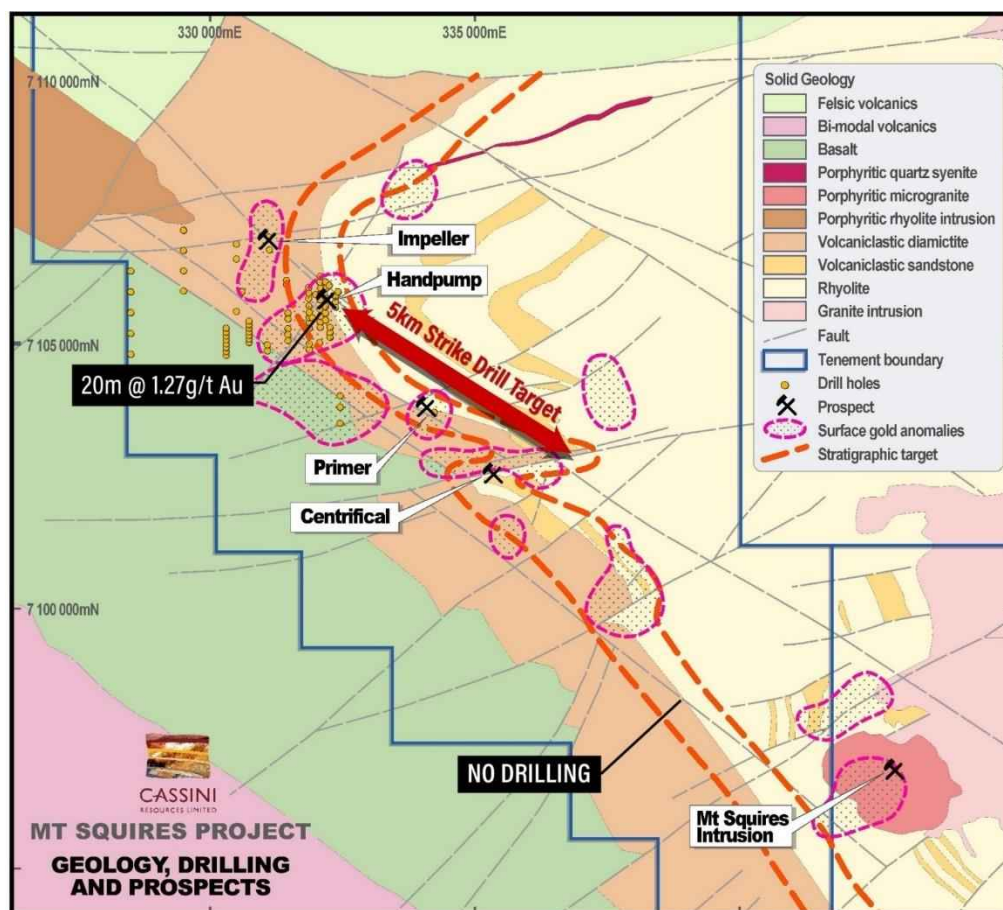 330 000mE
335 000mE
7 110 000mN
Solid Geology
Felsic volcanics
Bi-modal volcanics
Basalt
Porphyritic quartz syenite
Porphyritic microgranite
Porphyritic rhyolite intrusion
Volcaniclastic diamictite
Volcaniclastic sandstone
Rhyolite
Granite intrusion
Fault
Tenement boundary
Drill holes
Prospect
Surface gold anomalies
Stratigraphic target
Impeller
Handpump
7 105 000mN
5km Strike Drill Target
20m @ 1.27g/t Au
Primer
Centrifical
7 100 000mN
NO DRILLING
Mt Squires
Intrusion
CASSINI
RESOURCES LIMITED
MT SQUIRES PROJECT
GEOLOGY, DRILLING
AND PROSPECTS